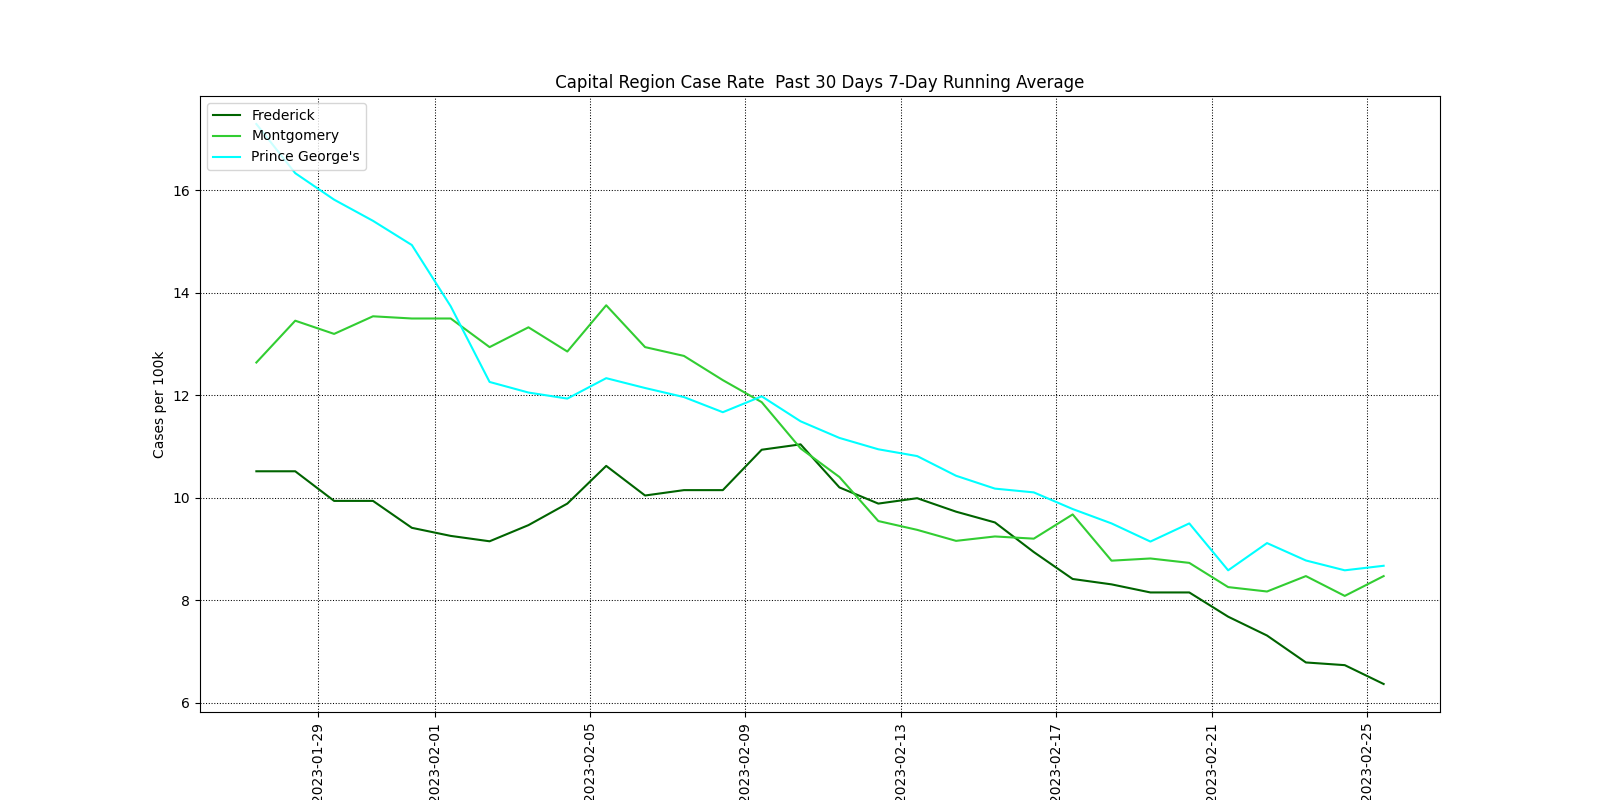 Capital Region Case Rate  Past 30 Days 7-Day Running Average
Frederick
Montgomery
Prince George's
Cases per 100k
16
14
12
10
8
6
2023-01-29
2023-02-01
2023-02-05
2023-02-09
2023-02-13
2023-02-17
2023-02-21
2023-02-25